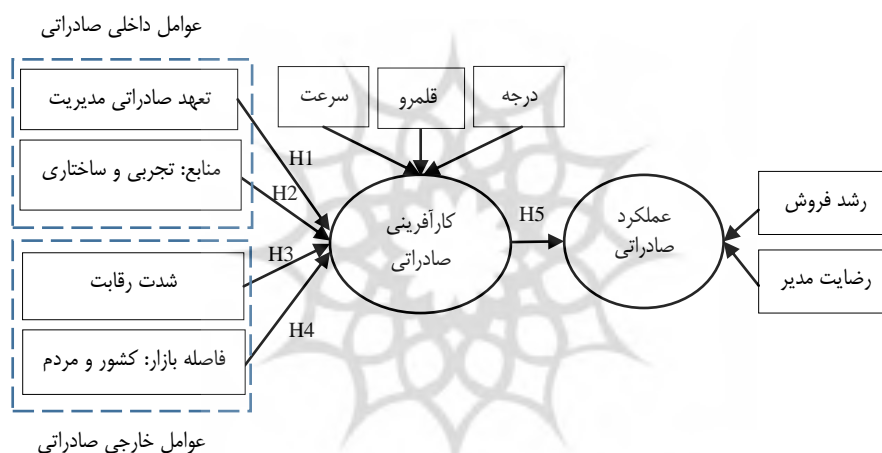 عوامل داخلی صادراتی
تعهد صادراتی مدیریت
منابع: تجربی و ساختاری
شدت رقابت
فاصله بازار: کشور و مردم
عوامل خارجی صادراتی
H1
H2
H3
H4
سرعت
قلمرو
درجه
کارآفرینی
صادراتی
H5
عملکرد
صادراتی
رشد فروش
رضایت مدیر